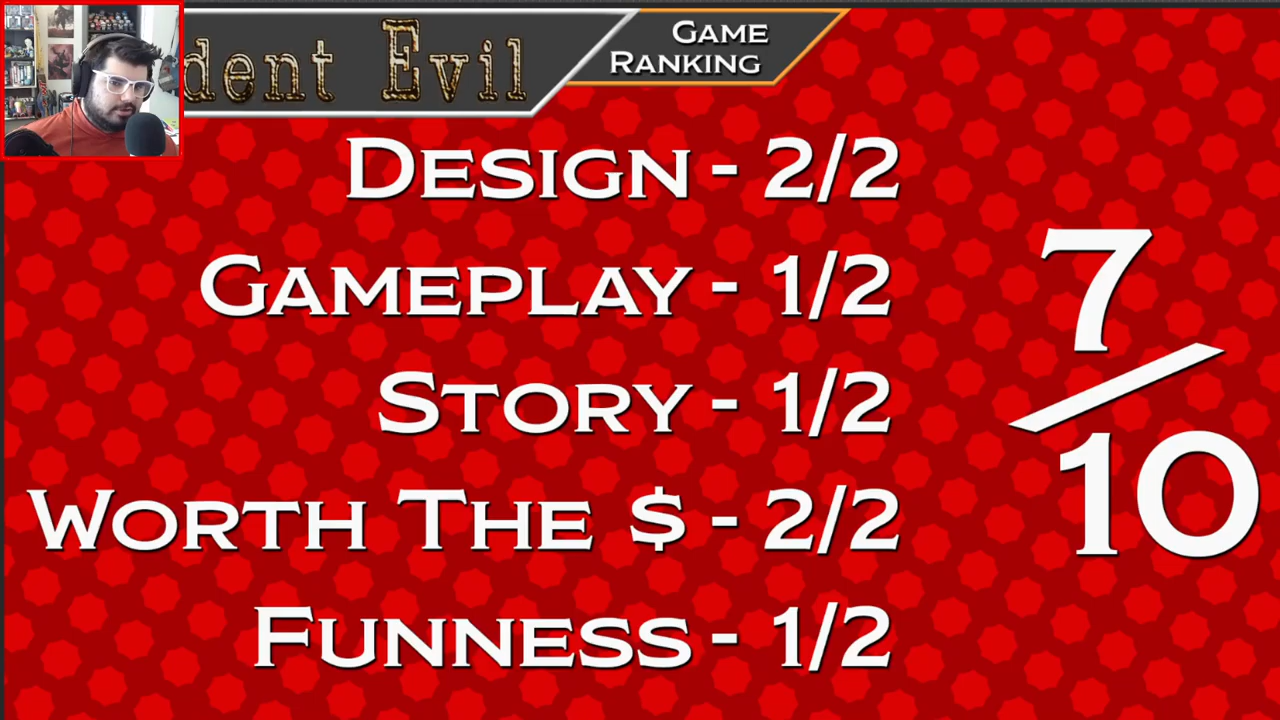 dent Evil
Game
Ranking
Design - 2/2
Gameplay - 1/2
Story - 1/2
Worth The $ - 2/2
Funness - 1/2
7/10